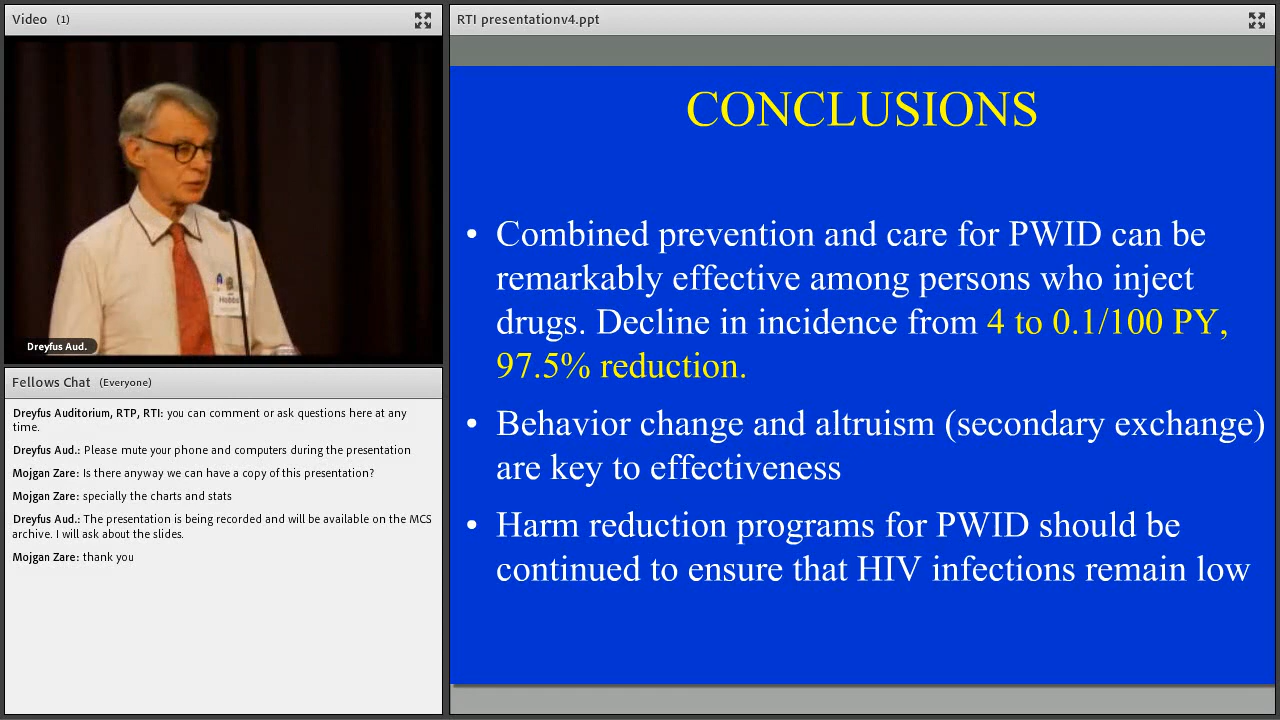 Video (1)
Dreyfus Aud.
Hobbs
Fellows Chat (Everyone)
Dreyfus Auditorium, RTP, RTI: you can comment or ask questions here at any
time.
Dreyfus Aud.: Please mute your phone and computers during the presentation
Mojgan Zare: Is there anyway we can have a copy of this presentation?
Mojgan Zare: specially the charts and stats
Dreyfus Aud.: The presentation is being recorded and will be available on the MCS
archive. I will ask about the slides.
Mojgan Zare: thank you
RTI presentationv4.ppt
CONCLUSIONS
• Combined prevention and care for PWID can be
remarkably effective among persons who inject
drugs. Decline in incidence from 4 to 0.1/100 PY,
97.5% reduction.
• Behavior change and altruism (secondary exchange)
are key to effectiveness
• Harm reduction programs for PWID should be
continued to ensure that HIV infections remain low